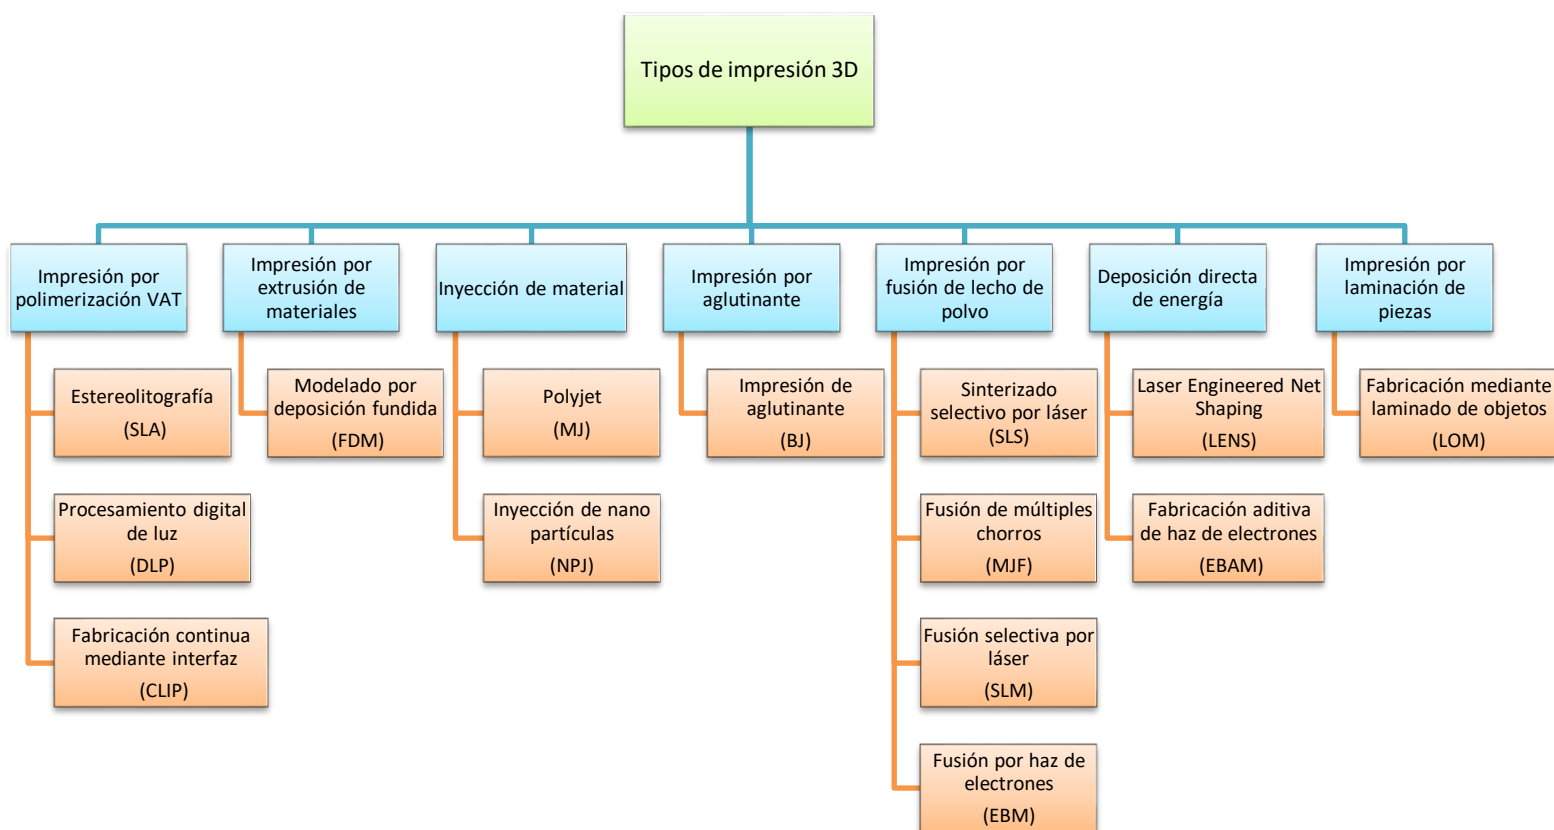 Tipos de impresión 3D
Impresión por
polimerización VAT
Estereolitografía
(SLA)
Procesamiento digital
de luz
(DLP)
Fabricación continua
mediante interfaz
(CLIP)
Impresión por
extrusión de
materiales
Modelado por
deposición fundida
(FDM)
Inyección de material
Polyjet
(MJ)
Inyección de nano
partículas
(NPJ)
Impresión por
aglutinante
Impresión de
aglutinante
(BJ)
Impresión por
fusión de lecho de
polvo
Sinterizado
selectivo por láser
(SLS)
Fusión de múltiples
chorros
(MJF)
Fusión selectiva por
láser
(SLM)
Fusión por haz de
electrones
(EBM)
Deposición directa
de energía
Laser Engineered Net
Shaping
(LENS)
Fabricación aditiva
de haz de electrones
(EBAM)
Impresión por
laminación de
piezas
Fabricación mediante
laminado de objetos
(LOM)